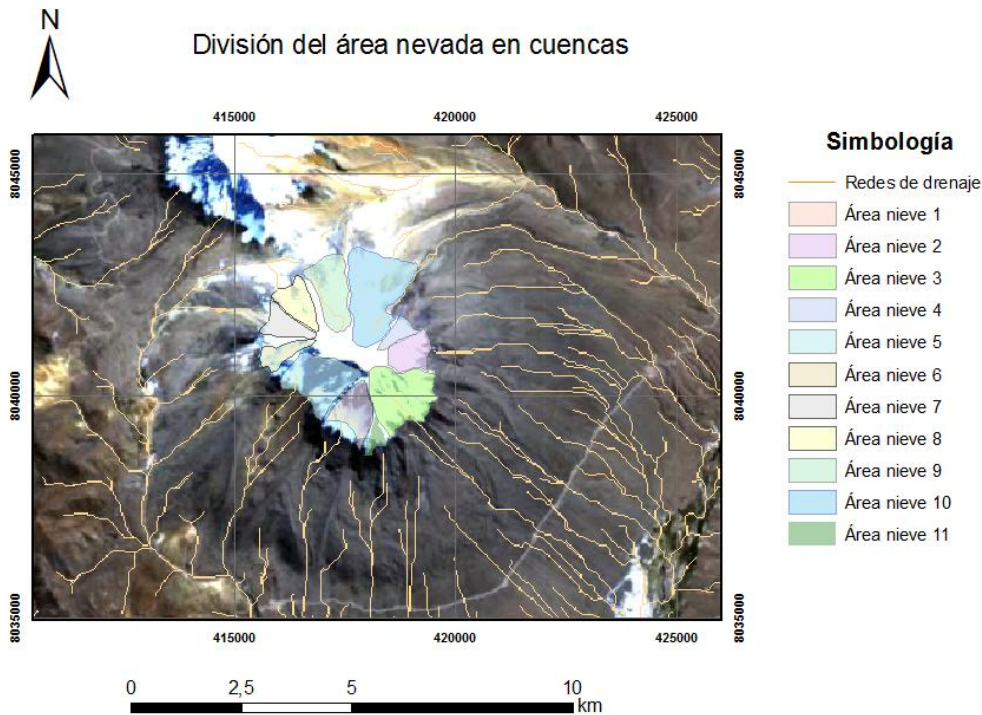 N
División del área nevada en cuencas
415000 420000 425000
8045000 8045000
8040000 8040000
8035000 8035000
415000 420000 425000
Simbología
Redes de drenaje
Área nieve 1
Área nieve 2
Área nieve 3
Área nieve 4
Área nieve 5
Área nieve 6
Área nieve 7
Área nieve 8
Área nieve 9
Área nieve 10
Área nieve 11
0 2,5 5 10
km